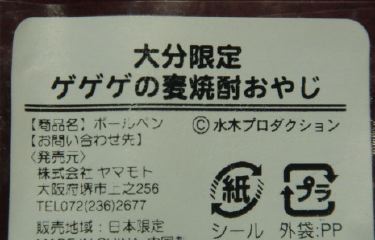 大分限定
ゲゲゲの麦焼酎おやじ
【商品名】ボールペン
©水木プロダクション
【お問い合わせ先】
<発売元>
株式会社 ヤマモト
大阪府堺市上之256
TEL072(236)2677
販売地域:日本限定
紙
シール
プラ
外袋:PP